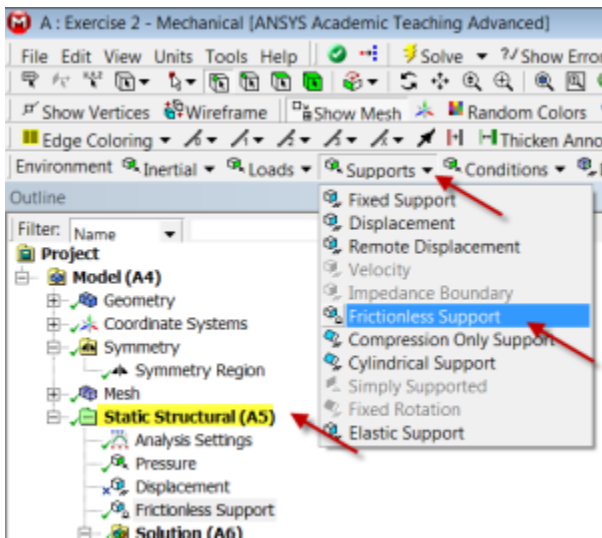 A : Exercise 2 - Mechanical [ANSYS Academic Teaching Advanced]
File Edit View Units Tools Help Solve ?/ Show Erro
Show Vertices Wireframe Show Mesh Random Colors
Edge Coloring Thicken Anno
Environment Inertial Loads Supports Conditions
Outline
Filter: Name
Project
Model (A4)
Geometry
Coordinate Systems
Symmetry
Symmetry Region
Mesh
Static Structural (A5)
Analysis Settings
Pressure
Displacement
Frictionless Support
Solution (A6)
Fixed Support
Displacement
Remote Displacement
Velocity
Impedance Boundary
Frictionless Support
Compression Only Support
Cylindrical Support
Simply Supported
Fixed Rotation
Elastic Support